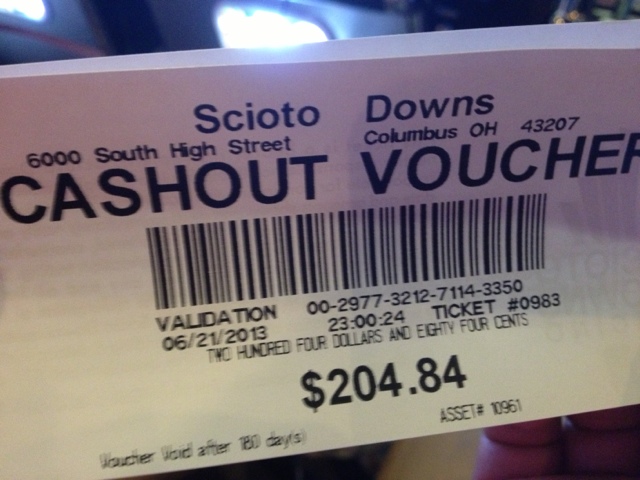 Scioto Downs
6000 South High Street Columbus OH 43207
CASHOUT VOUCHER
VALIDATION 00-2977-3212-7114-3350
06/21/2013 23:00:24 TICKET #0983
TWO HUNDRED FOUR DOLLARS AND EIGHTY FOUR CENTS
$204.84
Voucher Void after 180 day(s) ASSET# 10961